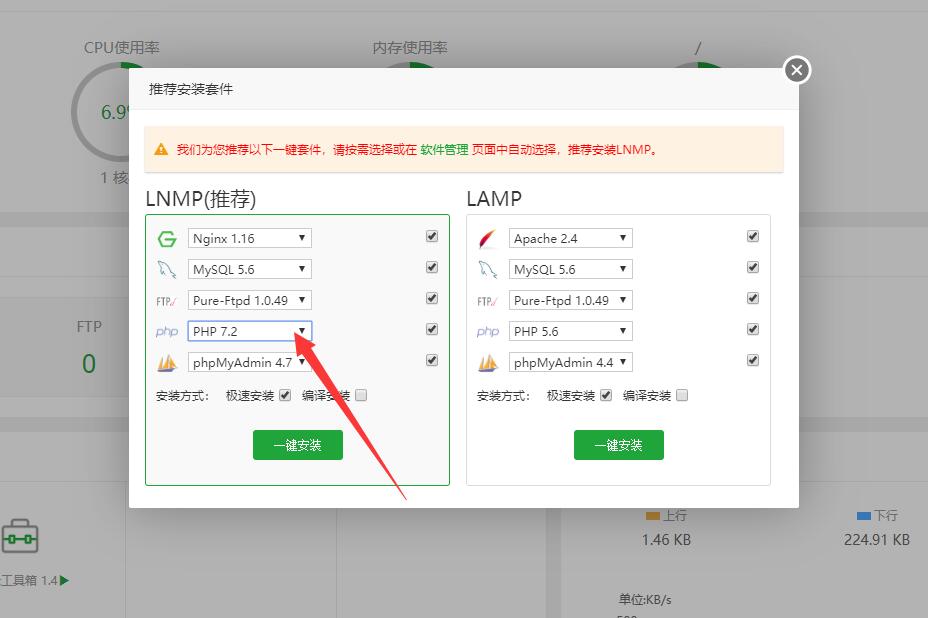 CPU使用率
内存使用率
/
6.9%
1 核
推荐安装套件
我们为您推荐以下一键套件，请按需选择或在 软件管理 页面中自动选择，推荐安装LNMP。
LNMP(推荐)
Nginx 1.16
MySQL 5.6
FTP
Pure-Ftpd 1.0.49
php
PHP 7.2
phpMyAdmin 4.7
安装方式： 极速安装 编译安装
一键安装
LAMP
Apache 2.4
MySQL 5.6
FTP
Pure-Ftpd 1.0.49
php
PHP 5.6
phpMyAdmin 4.4
安装方式： 极速安装 编译安装
一键安装
FTP
0
工具箱 1.4
上行
1.46 KB
下行
224.91 KB
单位:KB/s